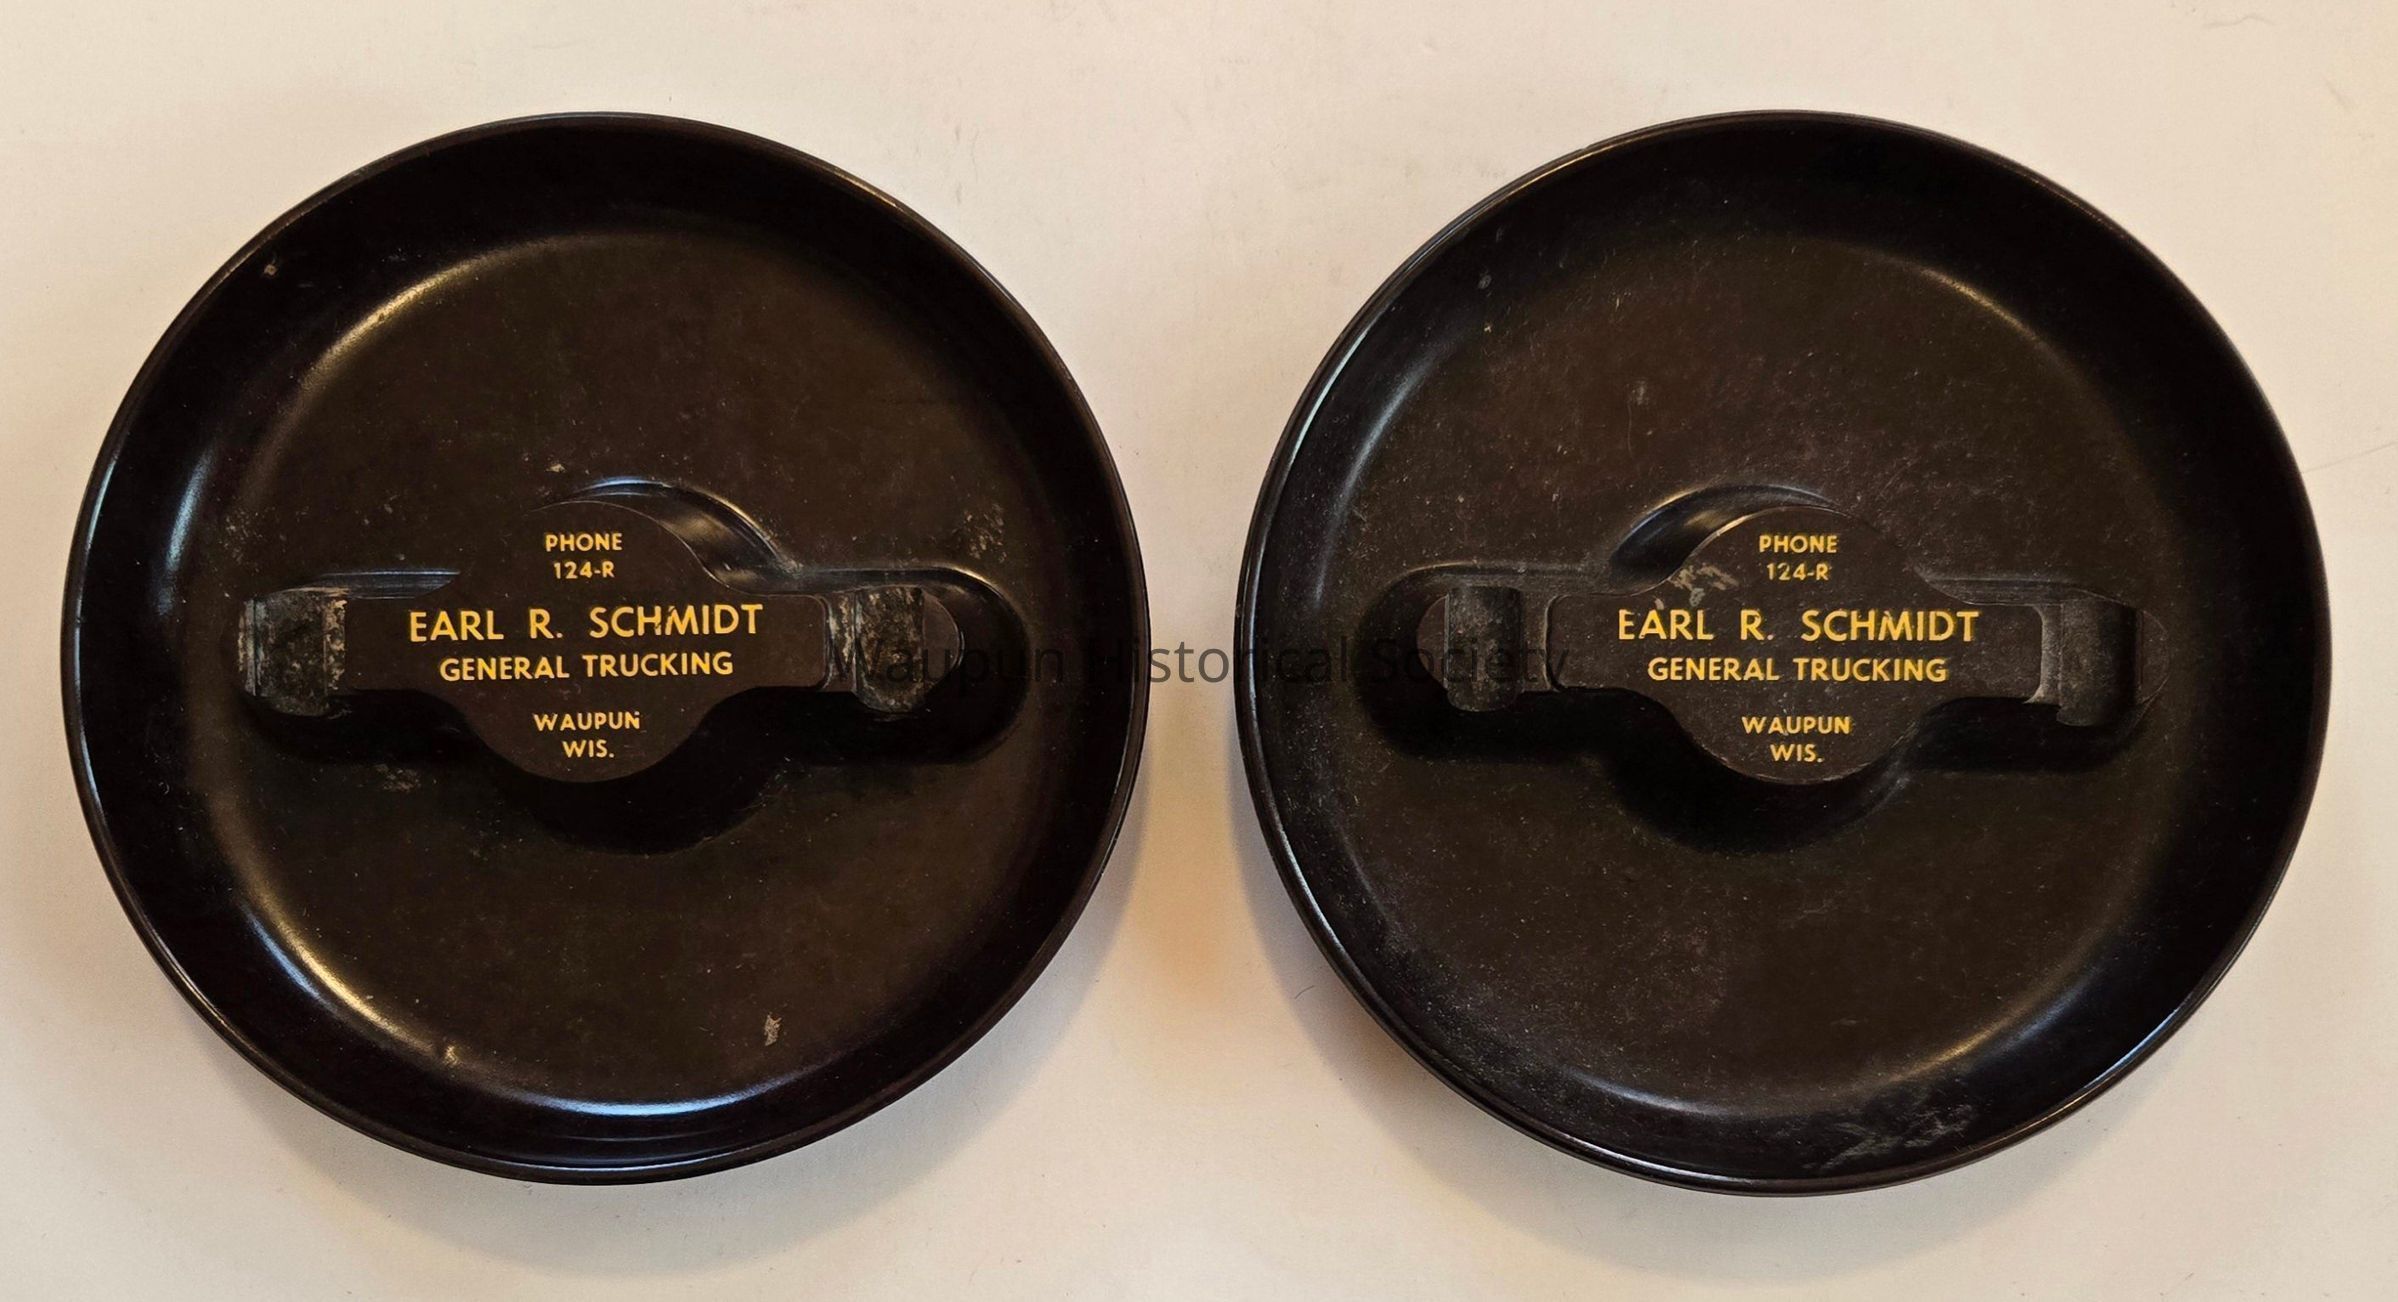 PHONE
124-R
EARL R. SCHMIDT
GENERAL TRUCKING
WAUPUN
WIS.
PHONE
124-R
EARL R. SCHMIDT
GENERAL TRUCKING
WAUPUN
WIS.
Waupun Historical Society